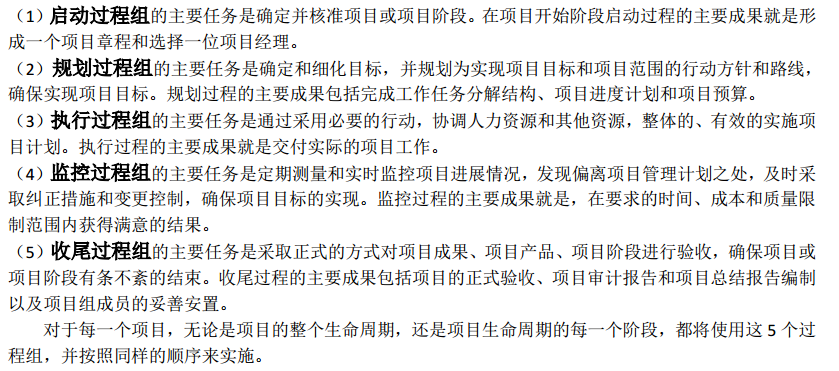 （1）启动过程组的主要任务是确定并核准项目或项目阶段。在项目开始阶段启动过程的主要成果就是形
成一个项目章程和选择一位项目经理。
（2）规划过程组的主要任务是确定和细化目标，并规划为实现项目目标和项目范围的行动方针和路线，
确保实现项目目标。规划过程的主要成果包括完成工作任务分解结构、项目进度计划和项目预算。
（3）执行过程组的主要任务是通过采用必要的行动，协调人力资源和其他资源，整体的、有效的实施项
目计划。执行过程的主要成果就是交付实际的项目工作。
（4）监控过程组的主要任务是定期测量和实时监控项目进展情况，发现偏离项目管理计划之处，及时采
取纠正措施和变更控制，确保项目目标的实现。监控过程的主要成果就是，在要求的时间、成本和质量限
制范围内获得满意的结果。
（5）收尾过程组的主要任务是采取正式的方式对项目成果、项目产品、项目阶段进行验收，确保项目或
项目阶段有条不紊的结束。收尾过程的主要成果包括项目的正式验收、项目审计报告和项目总结报告编制
以及项目组成员的妥善安置。
对于每一个项目，无论是项目的整个生命周期，还是项目生命周期的每一个阶段，都将使用这 5 个过
程组，并按照同样的顺序来实施。